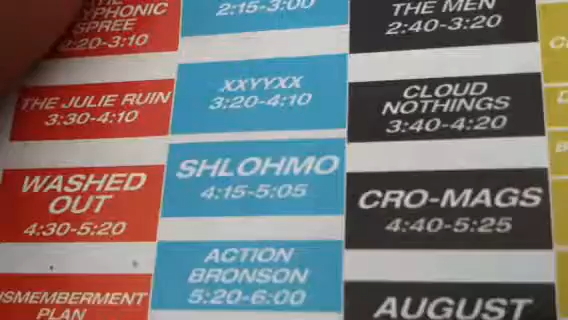 THE
POLYPHONIC
SPREE
2:20-3:10
THE JULIE RUIN
3:30-4:10
WASHED
OUT
4:30-5:20
DISMEMBERMENT
PLAN
2:15-3:00
XXYYXX
3:20-4:10
SHLOHMO
4:15-5:05
ACTION
BRONSON
5:20-6:00
THE MEN
2:40-3:20
CLOUD
NOTHINGS
3:40-4:20
CRO-MAGS
4:40-5:25
AUGUST